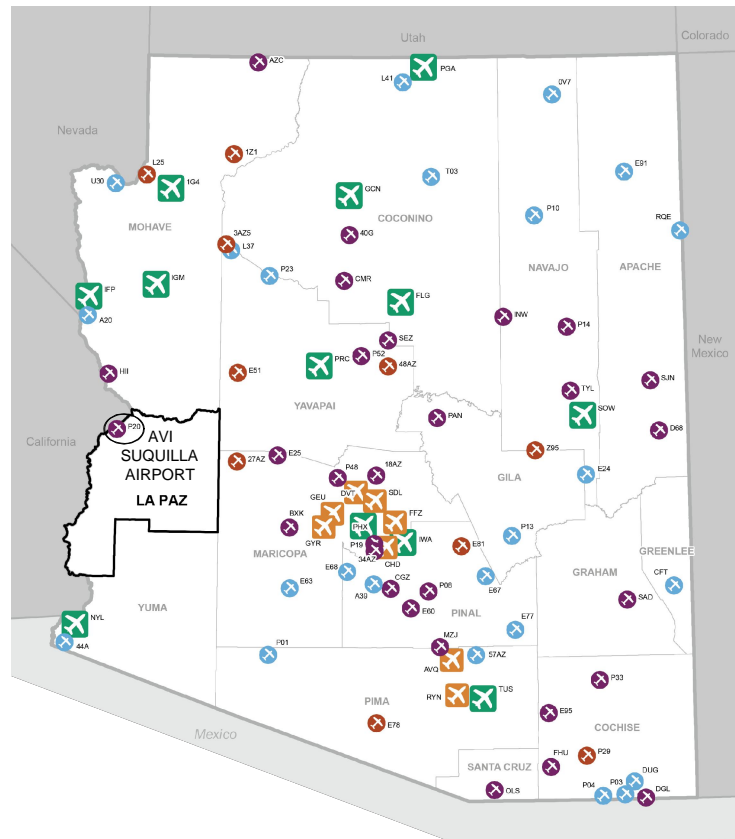 Utah
Colorado
AZC
L41
PGA
0V7
Nevada
1Z1
L25
U30
1G4
E91
T03
GCN
COCONINO
P10
RQE
MOHAVE
3AZ5
L37
40G
NAVAJO
APACHE
P23
CMR
IGM
IFP
FLG
A20
INW
P14
New
Mexico
SEZ
P52
PRC
48AZ
HII
E51
TYL
SJN
YAVAPAI
SOW
PAN
P20
D68
California
AVI
SUQUILLA
AIRPORT
LA PAZ
Z95
27AZ
E25
P48
18AZ
GILA
E24
DVT
SDL
GEU
BXK
FFZ
PHX
GYR
P13
P19
IWA
E81
MARICOPA
34AZ
CHD
GREENLEE
E68
GRAHAM
CFT
E63
A39
CGZ
P08
E67
YUMA
E60
PINAL
SAD
NYL
E77
44A
MZJ
P01
57AZ
AVQ
P33
RYN
TUS
PIMA
E95
COCHISE
E78
Mexico
P29
FHU
SANTA CRUZ
DUG
P03
P04
OLS
DGL